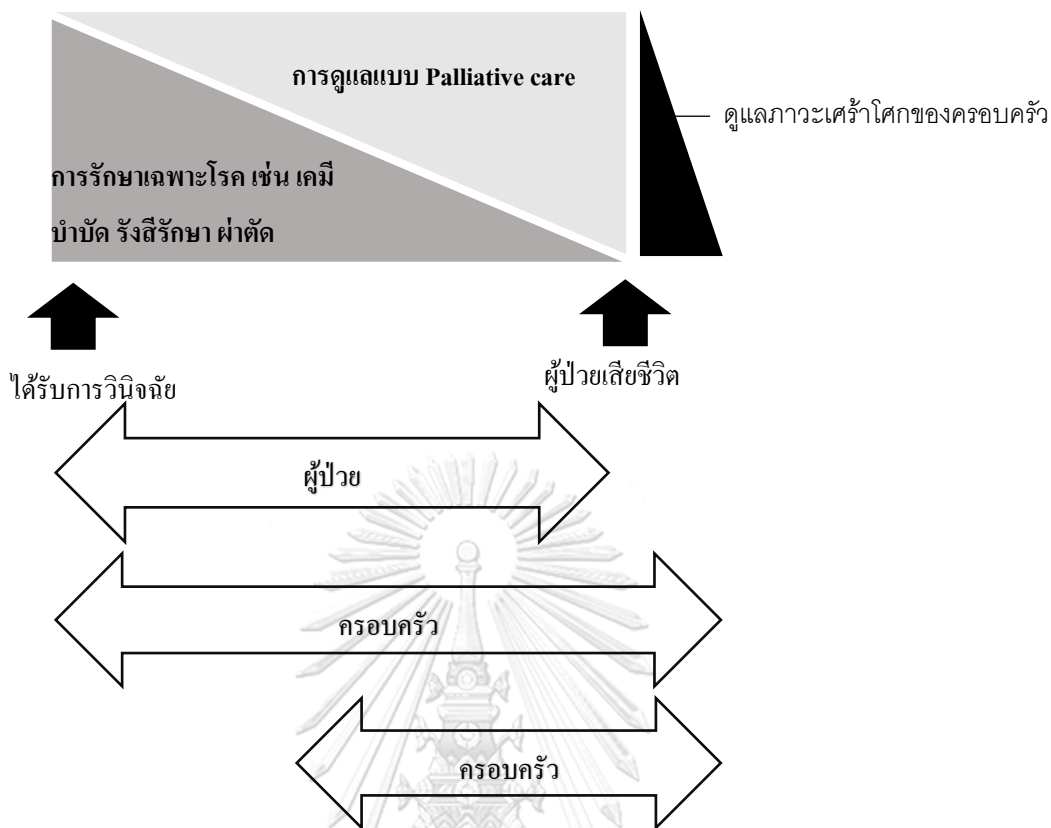 การดูแลแบบ Palliative care
ดูแลภาวะเศร้าโศกของครอบครัว
การรักษาเฉพาะโรค เช่น เคมี
บำบัด รังสีรักษา ผ่าตัด
ได้รับการวินิจฉัย
ผู้ป่วยเสียชีวิต
ผู้ป่วย
ครอบครัว
ครอบครัว